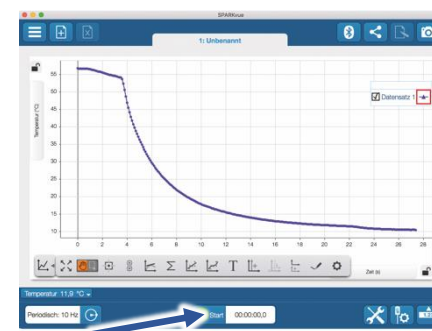 SPARKvue
1: Unbenannt
Temperatur (°C)
55
50
45
40
35
30
25
20
15
10
0 2 4 6 8 10 12 14 16 18 20 22 24 26 28
Datensatz 1
Zeit (s)
Temperatur 11,9 °C
Periodisch: 10 Hz
Start 00:00:00,0